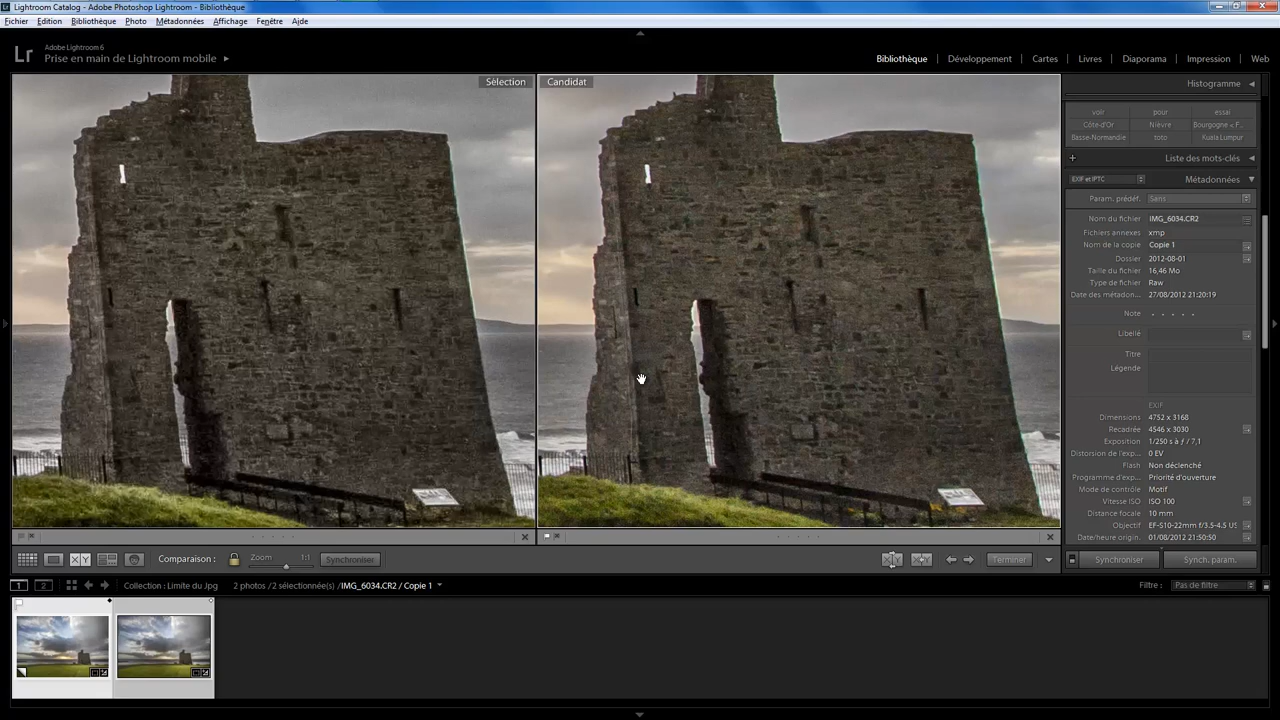 Lightroom Catalog - Adobe Photoshop Lightroom - Bibliothèque
Fichier Edition Bibliothèque Photo Métadonnées Affichage Fenêtre Aide
Lr
Adobe Lightroom 6
Prise en main de Lightroom mobile
Bibliothèque Développement Cartes Livres Diaporama Impression Web
Sélection
Candidat
Histogramme
voir pour essai
Côte-d'Or Nièvre Bourgogne < F...
Basse-Normandie toto Kuala Lumpur
Liste des mots-clés
EXIF et IPTC Métadonnées
Param. prédéf. Sens
Nom du fichier IMG_6034.CR2
Fichiers annexes xmp
Nom de la copie Copie 1
Dossier 2012-08-01
Taille du fichier 16,46 Mo
Type de fichier Raw
Date des métadon... 27/08/2012 21:20:19
Note
Libellé
Titre
Légende
EXIF
Dimensions 4752 x 3168
Recadrée 4546 x 3030
Exposition 1/250 s à ƒ / 7,1
Distorsion de l'exp... 0 EV
Flash Non déclenché
Programme d'exp... Priorité d'ouverture
Mode de contrôle Motif
Vitesse ISO ISO 100
Distance focale 10 mm
Objectif EF-S10-22mm f/3.5-4.5 US
Date/heure origin. 01/08/2012 21:50:50
X Y Comparaison : Zoom 1:1 Synchroniser
Terminer
Synchroniser Synch. param.
1 2 Collection : Limite du Jpg 2 photos /2 sélectionnée(s) /IMG_6034.CR2 / Copie 1
Filtre : Pas de filtre